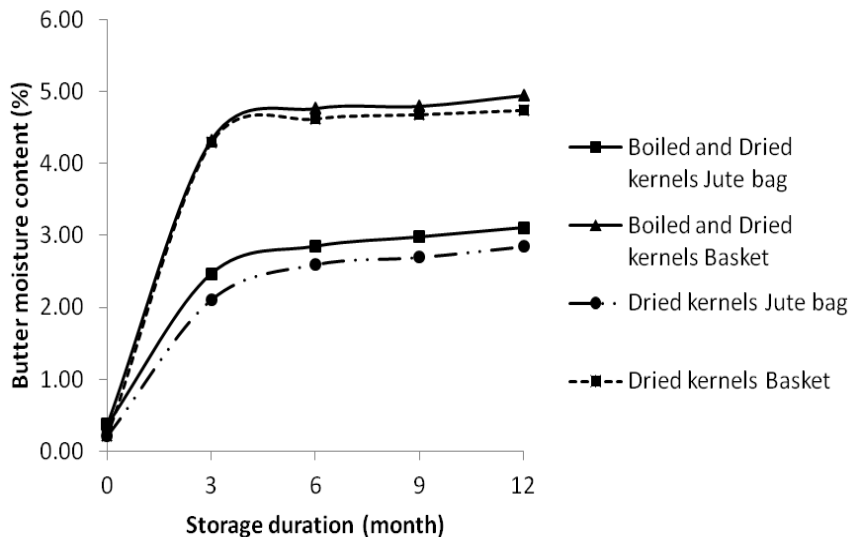 6.00
5.00
4.00
3.00
2.00
1.00
0.00
Butter moisture content (%)
0 3 6 9 12
Storage duration (month)
Boiled and Dried
kernels Jute bag
Boiled and Dried
kernels Basket
Dried kernels Jute bag
Dried kernels Basket